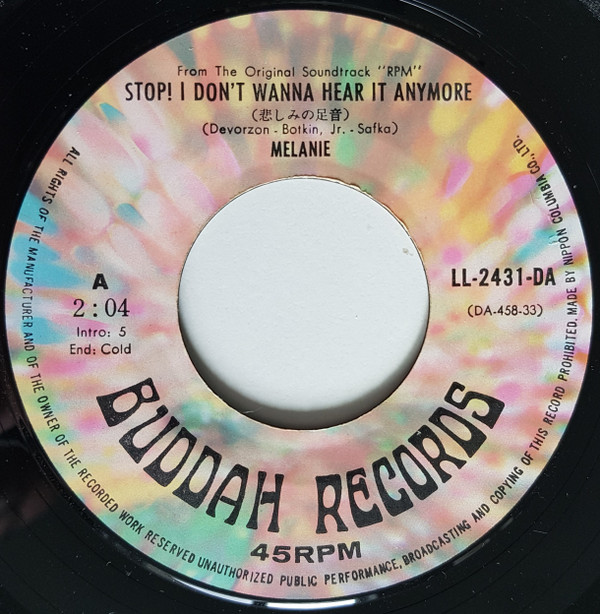 From The Original Soundtrack "RPM"
STOP! I DON'T WANNA HEAR IT ANYMORE
(悲しみの足音)
(Devorzon - Botkin, Jr. - Safka)
MELANIE
A
2:04
Intro: 5
End: Cold
LL-2431-DA
(DA-458-33)
BUDDAH RECORDS
45RPM
ALL RIGHTS OF THE MANUFACTURER AND OF THE OWNER OF THE RECORDED WORK RESERVED UNAUTHORIZED PUBLIC PERFORMANCE, BROADCASTING AND COPYING OF THIS RECORD PROHIBITED. MADE BY NIPPON COLUMBIA CO., LTD.